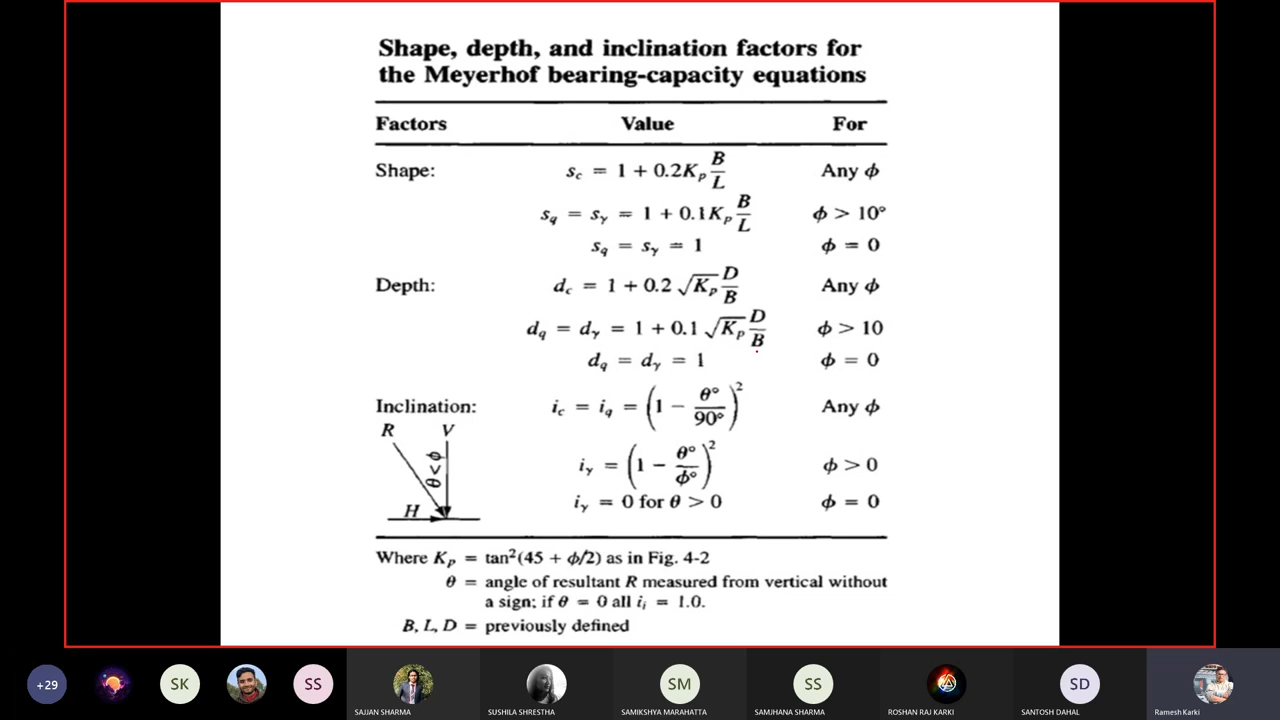 Shape, depth, and inclination factors for
the Meyerhof bearing-capacity equations
Factors Value For
Shape: s_c = 1 + 0.2K_p B/L Any ϕ
s_q = s_γ = 1 + 0.1K_p B/L ϕ > 10°
s_q = s_γ = 1 ϕ = 0
Depth: d_c = 1 + 0.2 √K_p D/B Any ϕ
d_q = d_γ = 1 + 0.1 √K_p D/B ϕ > 10
d_q = d_γ = 1 ϕ = 0
Inclination: i_c = i_q = (1 − θ°/90°)² Any ϕ
R V
θ < ϕ
i_γ = (1 − θ°/ϕ°)² ϕ > 0
H i_γ = 0 for θ > 0 ϕ = 0
Where K_p = tan²(45 + ϕ/2) as in Fig. 4-2
θ = angle of resultant R measured from vertical without
a sign; if θ = 0 all i_i = 1.0.
B, L, D = previously defined
+29 SK SS SM SS SD
SAJJAN SHARMA SUSHILA SHRESTHA SAMIKSHYA MARAHATTA SAMJHANA SHARMA ROSHAN RAJ KARKI SANTOSH DAHAL Ramesh Karki